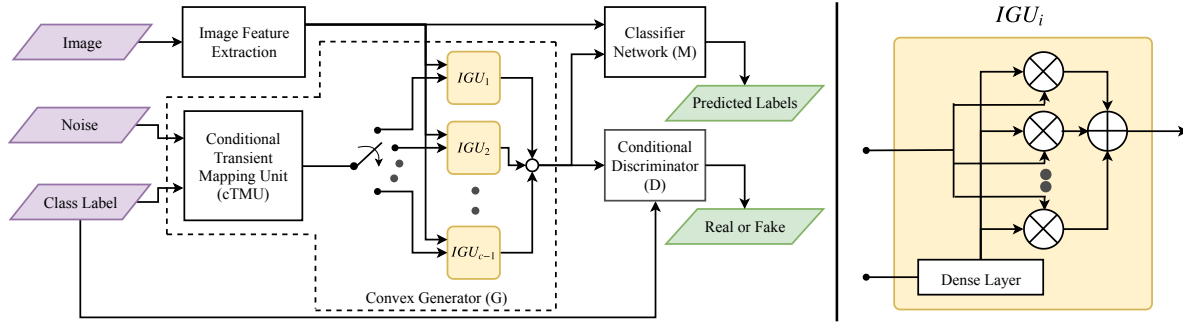 Image
Image Feature
Extraction
Noise
Class Label
Conditional
Transient
Mapping Unit
(cTMU)
IGU1
IGU2
IGUc−1
Convex Generator (G)
Classifier
Network (M)
Predicted Labels
Conditional
Discriminator
(D)
Real or Fake
IGUi
Dense Layer